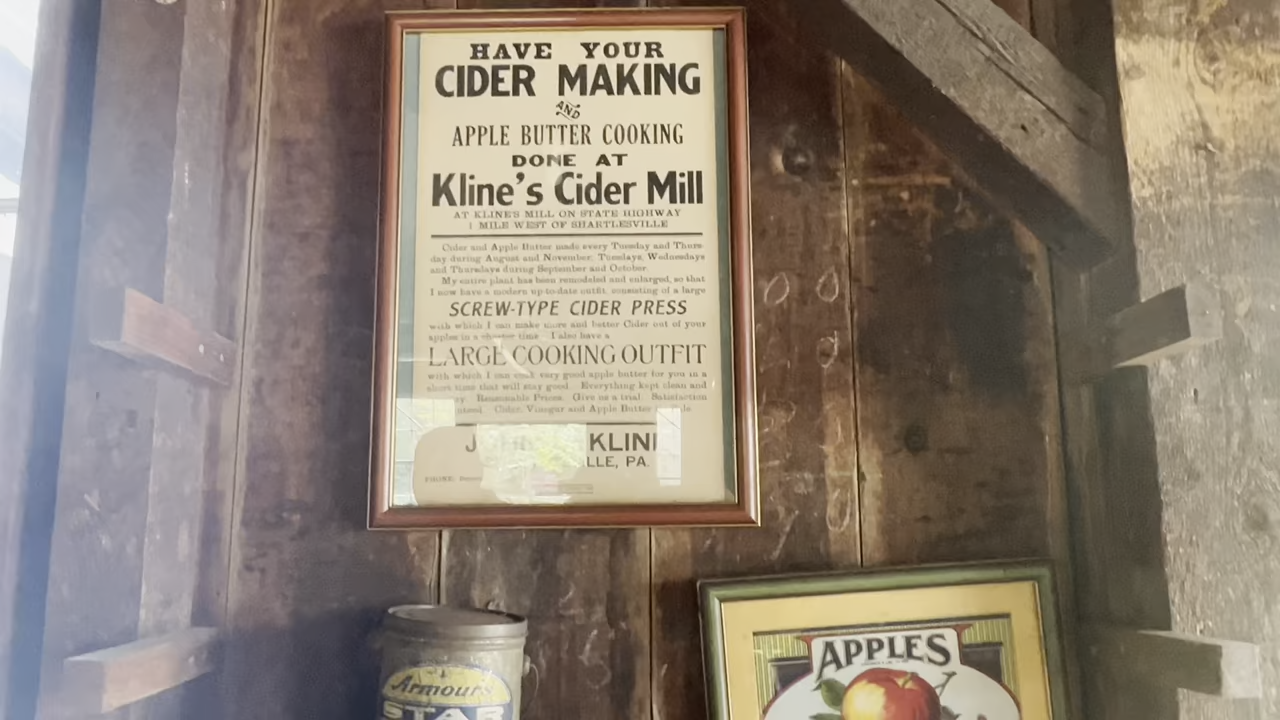 HAVE YOUR
CIDER MAKING
AND
APPLE BUTTER COOKING
DONE AT
Kline's Cider Mill
AT KLINE'S MILL ON STATE HIGHWAY
1 MILE WEST OF SHARTLESVILLE
Cider and Apple Butter made every Tuesday and Thurs-
day during August and November; Tuesdays, Wednesdays
and Thursdays during September and October.
My entire plant has been remodeled and enlarged, so that
I now have a modern up-to-date outfit, consisting of a large
SCREW-TYPE CIDER PRESS
with which I can make more and better Cider out of your
apples in a shorter time. I also have a
LARGE COOKING OUTFIT
with which I can cook very good apple butter for you in a
short time that will stay good. Everything kept clean and
Reasonable Prices. Give us a trial. Satisfaction
Cider, Vinegar and Apple Butter
KLINE
LLE, PA.
PHONE:
Armour's
STAR
APPLES